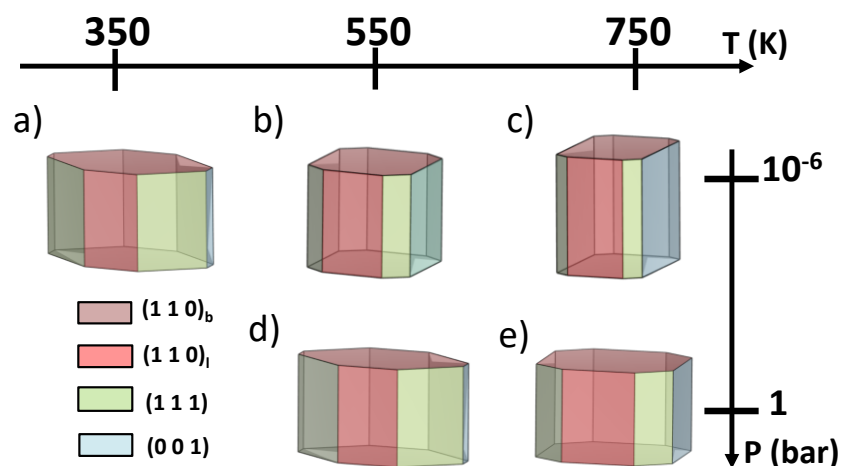 350 550 750 T (K)
a) b) c)
10⁻⁶
(1 1 0)b
(1 1 0)l
(1 1 1)
(0 0 1)
d) e)
1
P (bar)